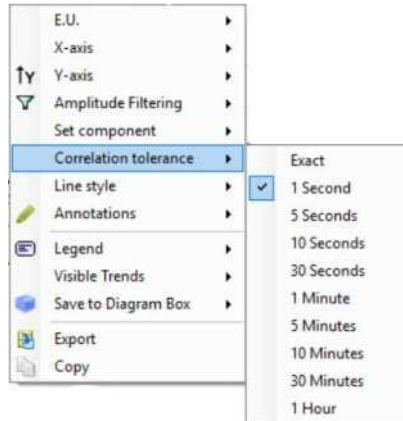 E.U.
X-axis
Y-axis
Amplitude Filtering
Set component
Correlation tolerance
Line style
Annotations
Legend
Visible Trends
Save to Diagram Box
Export
Copy
Exact
1 Second
5 Seconds
10 Seconds
30 Seconds
1 Minute
5 Minutes
10 Minutes
30 Minutes
1 Hour